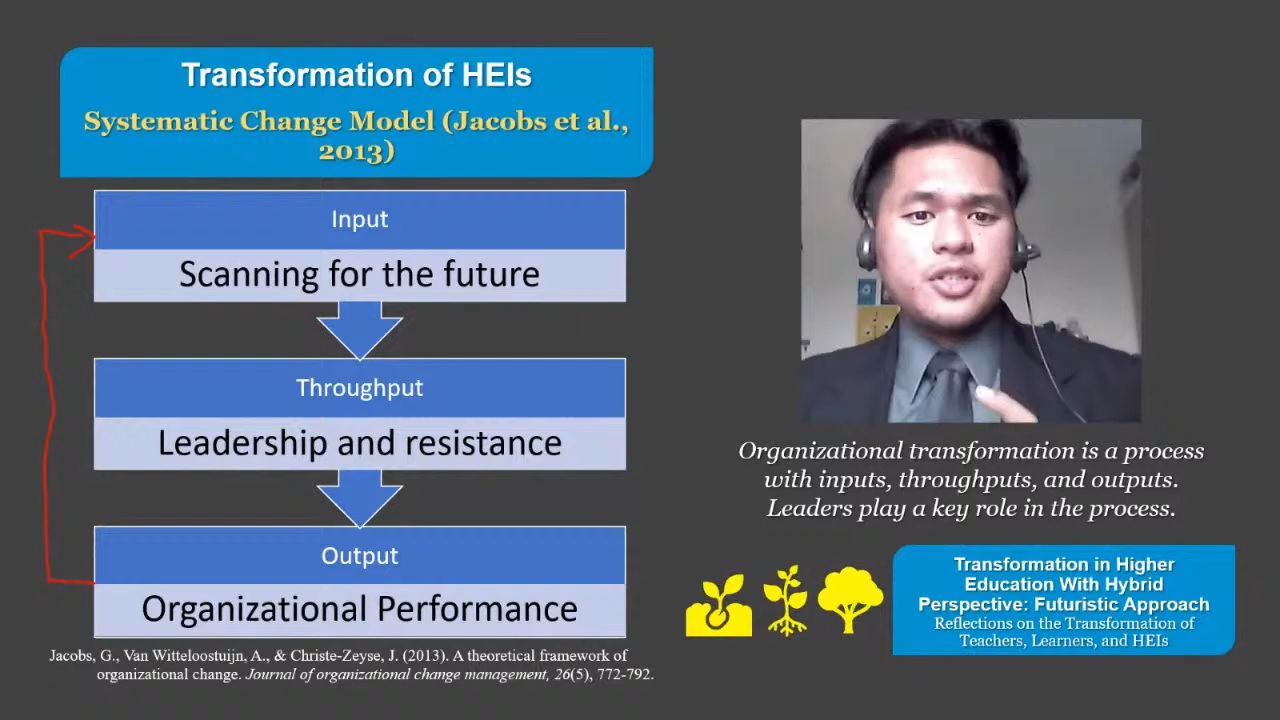 Transformation of HEIs
Systematic Change Model (Jacobs et al.,
2013)
Input
Scanning for the future
Throughput
Leadership and resistance
Output
Organizational Performance
Jacobs, G., Van Witteloostuijn, A., & Christe-Zeyse, J. (2013). A theoretical framework of
organizational change. Journal of organizational change management, 26(5), 772-792.
Organizational transformation is a process
with inputs, throughputs, and outputs.
Leaders play a key role in the process.
Transformation in Higher
Education With Hybrid
Perspective: Futuristic Approach
Reflections on the Transformation of
Teachers, Learners, and HEIs